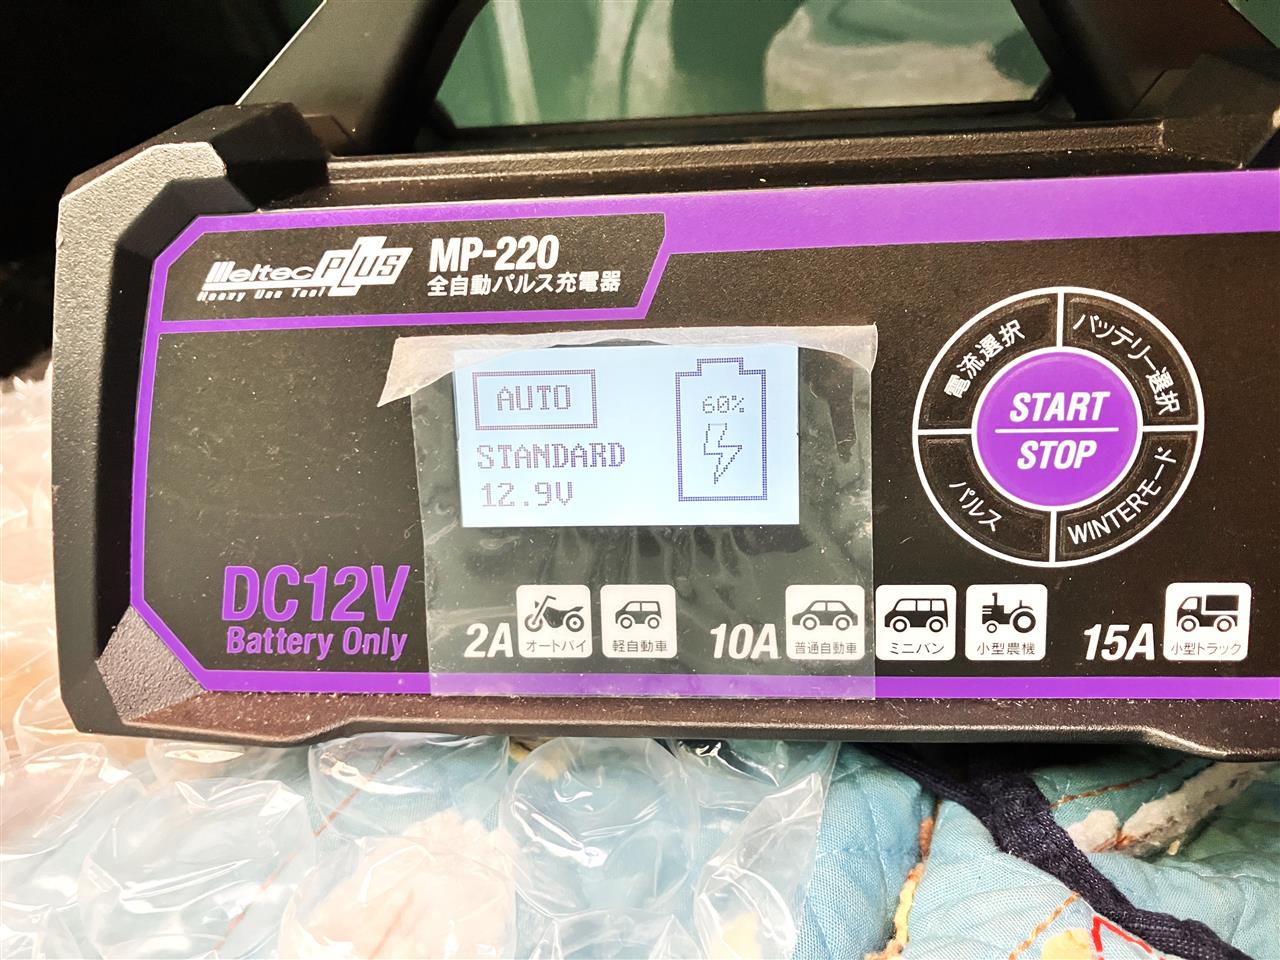 Meltec PLUS
Heavy Use Tool
MP-220
全自動パルス充電器
AUTO
STANDARD
12.9V
60%
電流選択
バッテリー選択
START
STOP
パルス
WINTERモード
DC12V
Battery Only
2A
オートバイ
軽自動車
10A
普通自動車
ミニバン
小型農機
15A
小型トラック